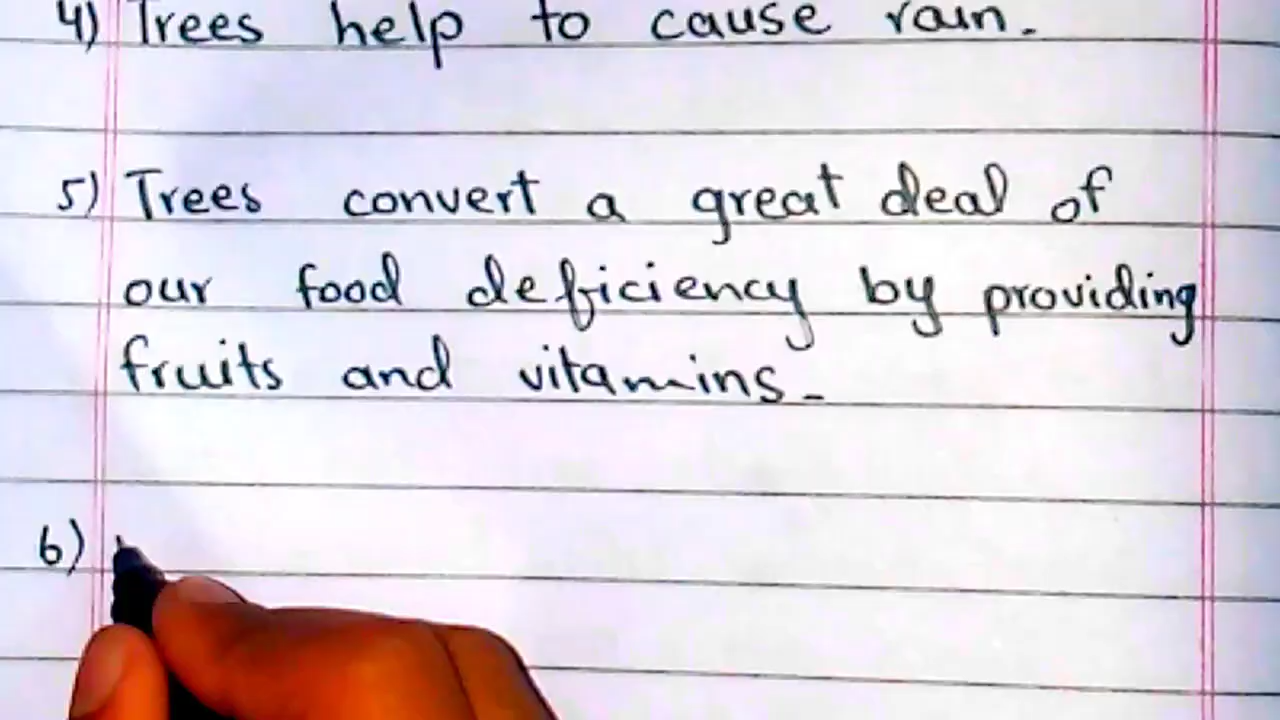 4) Trees help to cause rain.
5) Trees convert a great deal of
our food deficiency by providing
fruits and vitamins.
6)